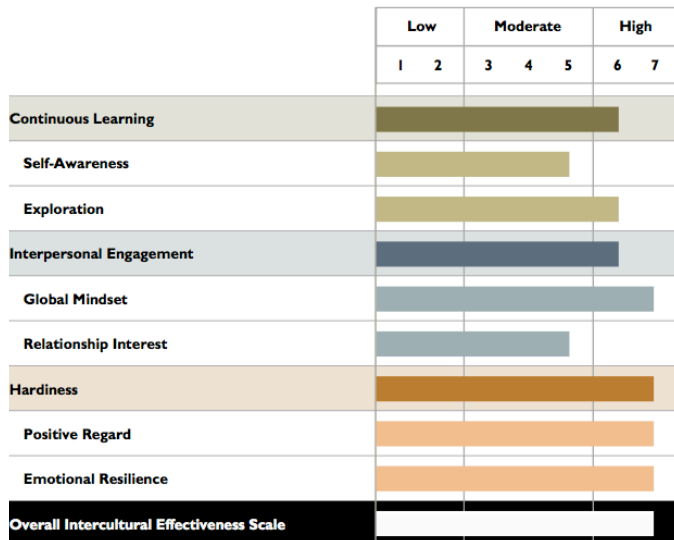 Low Moderate High
1 2 3 4 5 6 7
Continuous Learning
Self-Awareness
Exploration
Interpersonal Engagement
Global Mindset
Relationship Interest
Hardiness
Positive Regard
Emotional Resilience
Overall Intercultural Effectiveness Scale